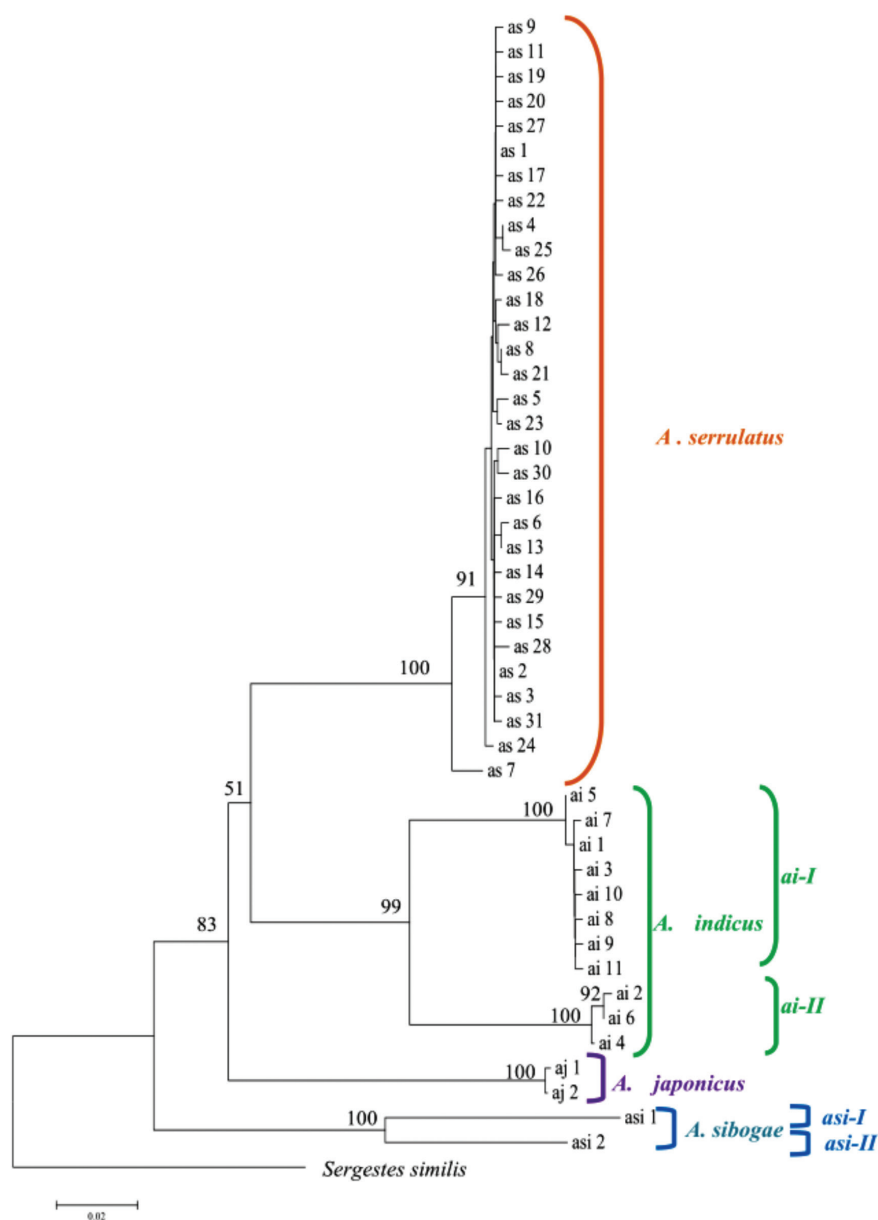 as 9
as 11
as 19
as 20
as 27
as 1
as 17
as 22
as 4
as 25
as 26
as 18
as 12
as 8
as 21
as 5
as 23
A . serrulatus
as 10
as 30
as 16
as 6
as 13
as 14
91
as 29
as 15
as 28
100
as 2
as 3
as 31
as 24
as 7
51
ai 5
100
ai 7
ai 1
ai 3
ai-I
ai 10
99
ai 8
A. indicus
83
ai 9
ai 11
92
ai 2
ai-II
100
ai 6
ai 4
100
aj 1
A. japonicus
aj 2
100
asi 1
asi-I
A. sibogae
asi 2
asi-II
Sergestes similis
0.02